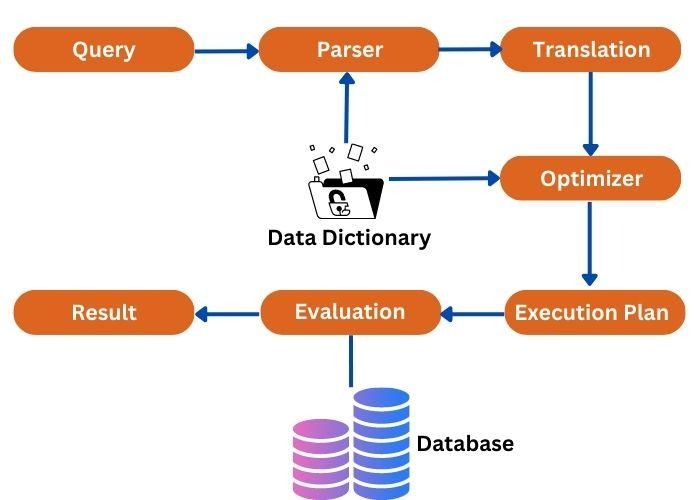 Query
Parser
Translation
Optimizer
Data Dictionary
Result
Evaluation
Execution Plan
Database